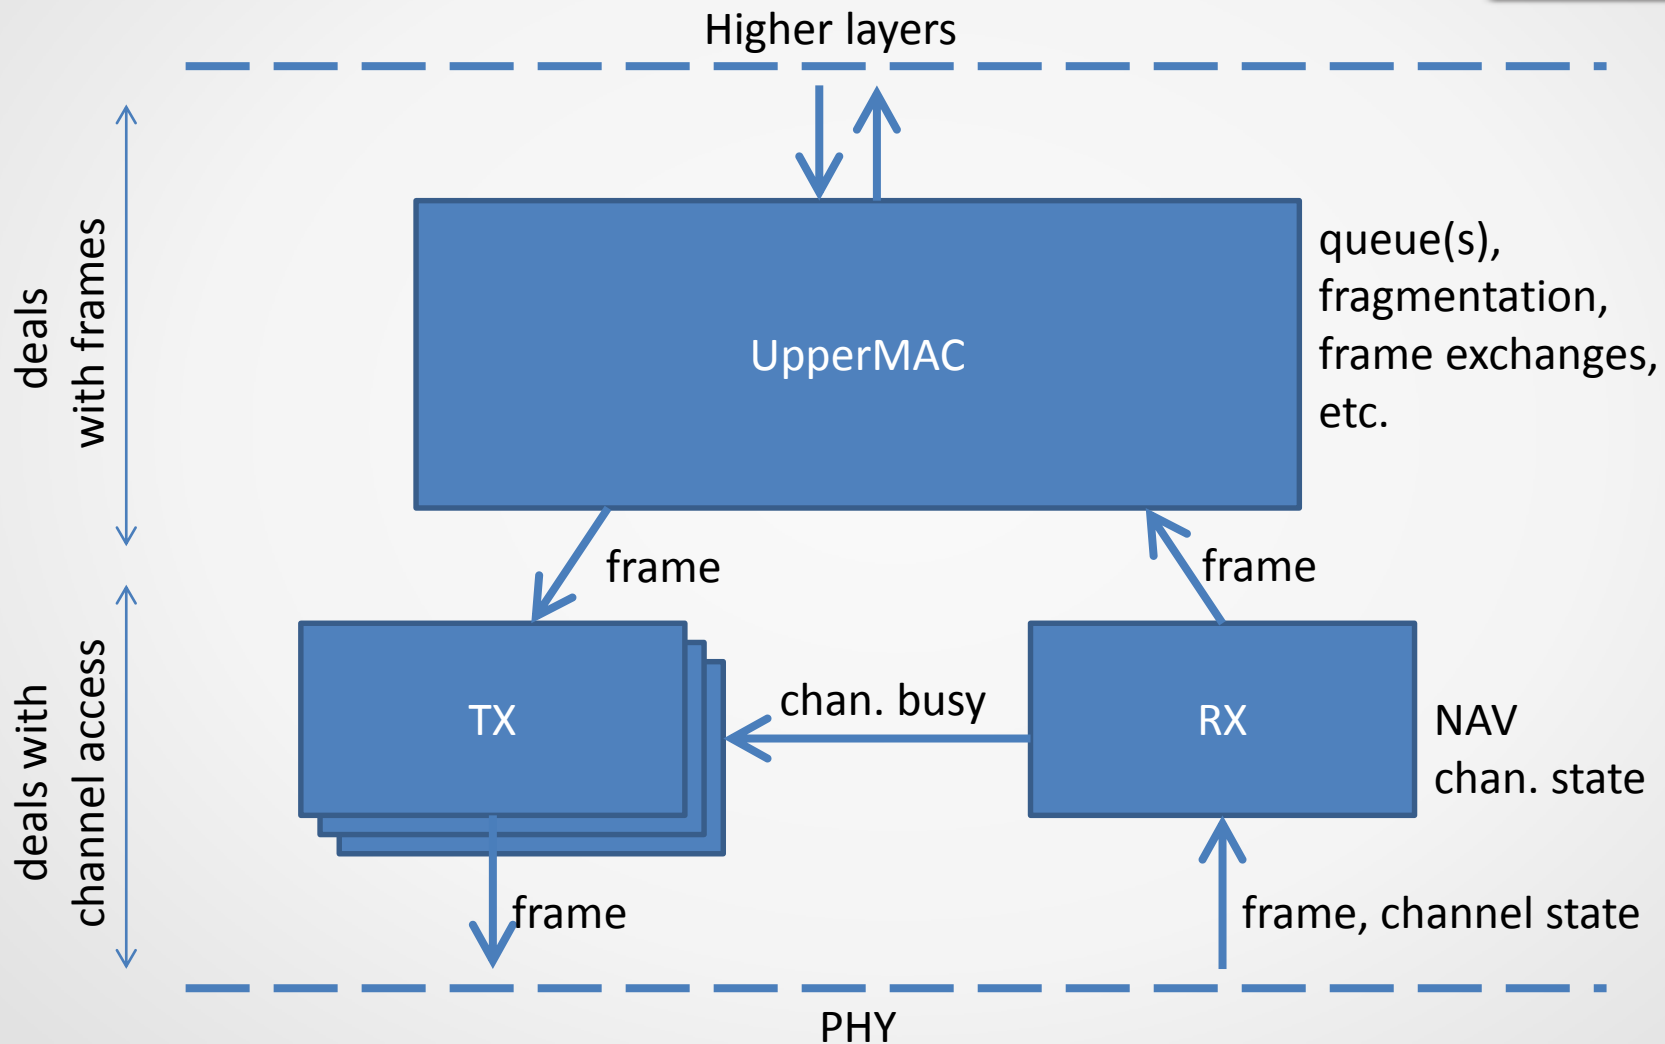 Higher layers
deals
with frames
UpperMAC
queue(s),
fragmentation,
frame exchanges,
etc.
frame
frame
deals with
channel access
TX
chan. busy
RX
NAV
chan. state
frame
frame, channel state
PHY